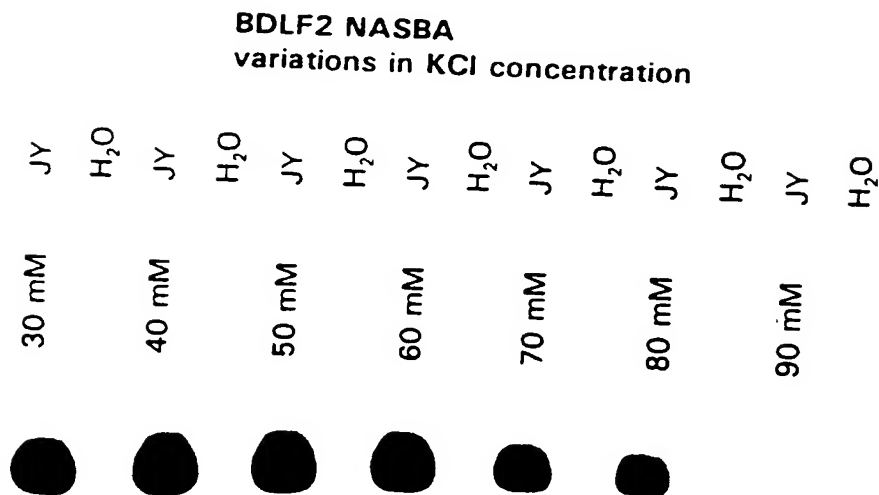 BDLF2 NASBA
variations in KCl concentration
JY H₂O JY H₂O JY H₂O JY H₂O JY H₂O JY H₂O JY H₂O
30 mM 40 mM 50 mM 60 mM 70 mM 80 mM 90 mM